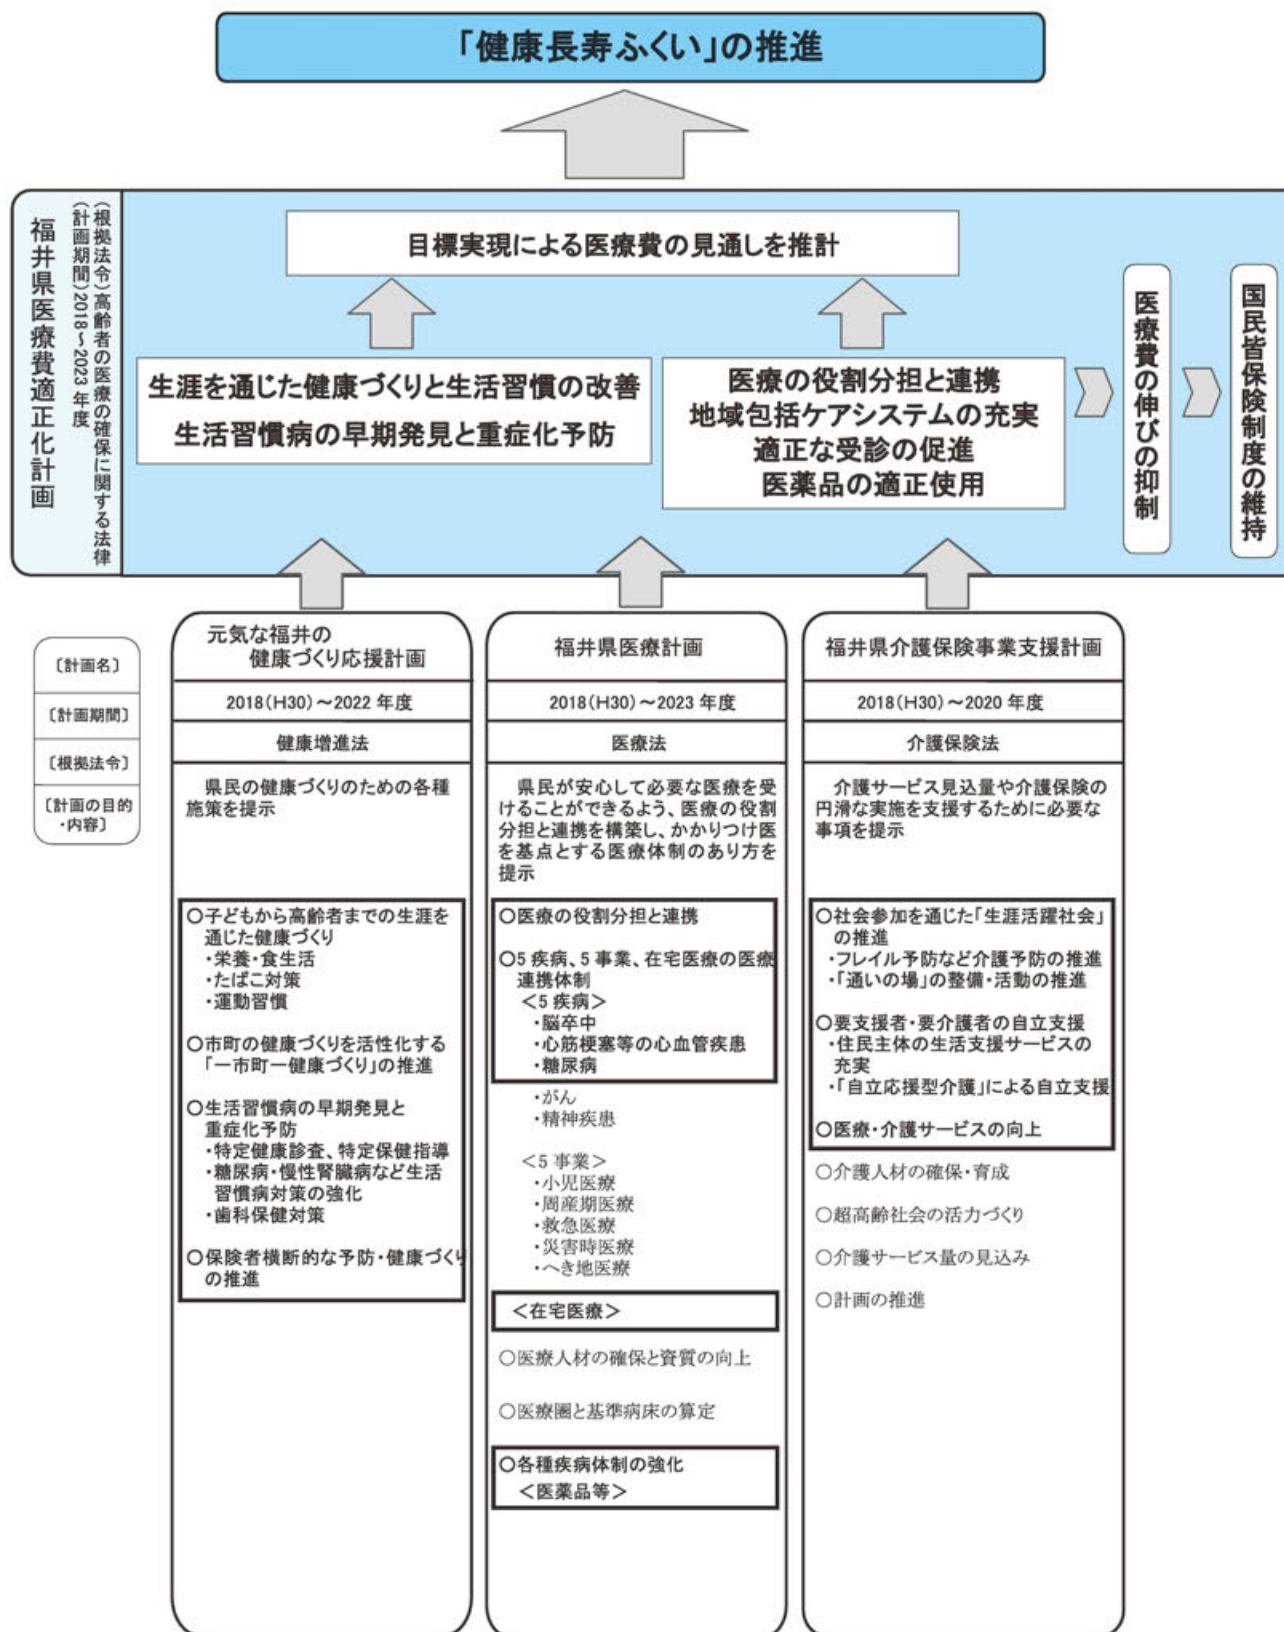 「健康長寿ふくい」の推進
福井県医療費適正化計画
(根拠法令)高齢者の医療の確保に関する法律
(計画期間)2018～2023 年度
目標実現による医療費の見通しを推計
生涯を通じた健康づくりと生活習慣の改善
生活習慣病の早期発見と重症化予防
医療の役割分担と連携
地域包括ケアシステムの充実
適正な受診の促進
医薬品の適正使用
医療費の伸びの抑制
国民皆保険制度の維持
〔計画名〕
〔計画期間〕
〔根拠法令〕
〔計画の目的
・内容〕
元気な福井の
健康づくり応援計画
2018(H30)～2022 年度
健康増進法
県民の健康づくりのための各種
施策を提示
○子どもから高齢者までの生涯を
通じた健康づくり
・栄養・食生活
・たばこ対策
・運動習慣
○市町の健康づくりを活性化する
「一市町一健康づくり」の推進
○生活習慣病の早期発見と
重症化予防
・特定健康診査、特定保健指導
・糖尿病・慢性腎臓病など生活
習慣病対策の強化
・歯科保健対策
○保険者横断的な予防・健康づくり
の推進
福井県医療計画
2018(H30)～2023 年度
医療法
県民が安心して必要な医療を受
けることができるよう、医療の役割
分担と連携を構築し、かかりつけ医
を基点とする医療体制のあり方を
提示
○医療の役割分担と連携
○5 疾病、5 事業、在宅医療の医療
連携体制
＜5 疾病＞
・脳卒中
・心筋梗塞等の心血管疾患
・糖尿病
・がん
・精神疾患
＜5 事業＞
・小児医療
・周産期医療
・救急医療
・災害時医療
・へき地医療
＜在宅医療＞
○医療人材の確保と資質の向上
○医療圏と基準病床の算定
○各種疾病体制の強化
＜医薬品等＞
福井県介護保険事業支援計画
2018(H30)～2020 年度
介護保険法
介護サービス見込量や介護保険の
円滑な実施を支援するために必要な
事項を提示
○社会参加を通じた「生涯活躍社会」
の推進
・フレイル予防など介護予防の推進
・「通いの場」の整備・活動の推進
○要支援者・要介護者の自立支援
・住民主体の生活支援サービスの
充実
・「自立応援型介護」による自立支援
○医療・介護サービスの向上
○介護人材の確保・育成
○超高齢社会の活力づくり
○介護サービス量の見込み
○計画の推進